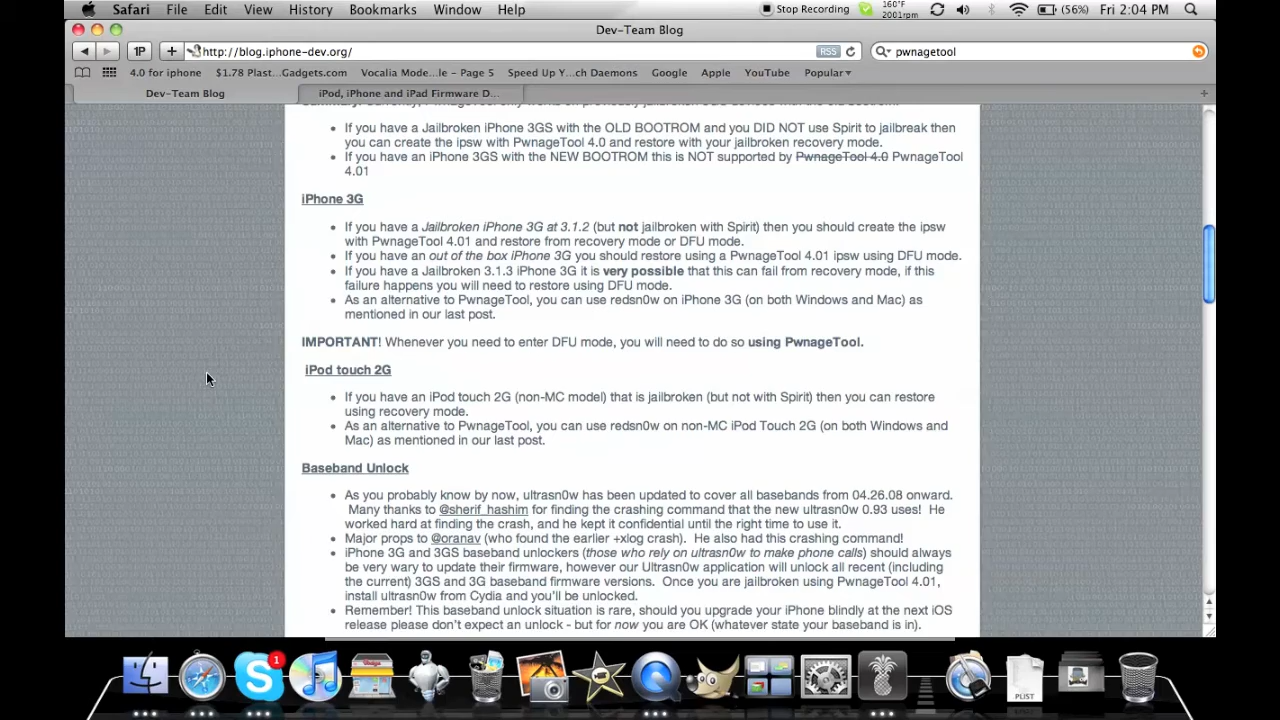 Safari File Edit View History Bookmarks Window Help Stop Recording 160°F 2001rpm (56%) Fri 2:04 PM
Dev-Team Blog
1P + http://blog.iphone-dev.org/ RSS pwnagetool
4.0 for iphone $1.78 Plast...Gadgets.com Vocalia Mode...le - Page 5 Speed Up Y...ch Daemons Google Apple YouTube Popular
Dev-Team Blog iPod, iPhone and iPad Firmware D...
• If you have a Jailbroken iPhone 3GS with the OLD BOOTROM and you DID NOT use Spirit to jailbreak then
you can create the ipsw with PwnageTool 4.0 and restore with your jailbroken recovery mode.
• If you have an iPhone 3GS with the NEW BOOTROM this is NOT supported by PwnageTool 4.0 PwnageTool
4.01
iPhone 3G
• If you have a Jailbroken iPhone 3G at 3.1.2 (but not jailbroken with Spirit) then you should create the ipsw
with PwnageTool 4.01 and restore from recovery mode or DFU mode.
• If you have an out of the box iPhone 3G you should restore using a PwnageTool 4.01 ipsw using DFU mode.
• If you have a Jailbroken 3.1.3 iPhone 3G it is very possible that this can fail from recovery mode, if this
failure happens you will need to restore using DFU mode.
• As an alternative to PwnageTool, you can use redsn0w on iPhone 3G (on both Windows and Mac) as
mentioned in our last post.
IMPORTANT! Whenever you need to enter DFU mode, you will need to do so using PwnageTool.
iPod touch 2G
• If you have an iPod touch 2G (non-MC model) that is jailbroken (but not with Spirit) then you can restore
using recovery mode.
• As an alternative to PwnageTool, you can use redsn0w on non-MC iPod Touch 2G (on both Windows and
Mac) as mentioned in our last post.
Baseband Unlock
• As you probably know by now, ultrasn0w has been updated to cover all basebands from 04.26.08 onward.
Many thanks to @sherif_hashim for finding the crashing command that the new ultrasn0w 0.93 uses! He
worked hard at finding the crash, and he kept it confidential until the right time to use it.
• Major props to @oranav (who found the earlier +xlog crash). He also had this crashing command!
• iPhone 3G and 3GS baseband unlockers (those who rely on ultrasn0w to make phone calls) should always
be very wary to update their firmware, however our Ultrasn0w application will unlock all recent (including
the current) 3GS and 3G baseband firmware versions. Once you are jailbroken using PwnageTool 4.01,
install ultrasn0w from Cydia and you'll be unlocked.
• Remember! This baseband unlock situation is rare, should you upgrade your iPhone blindly at the next iOS
release please don't expect an unlock - but for now you are OK (whatever state your baseband is in).
1
PLIST